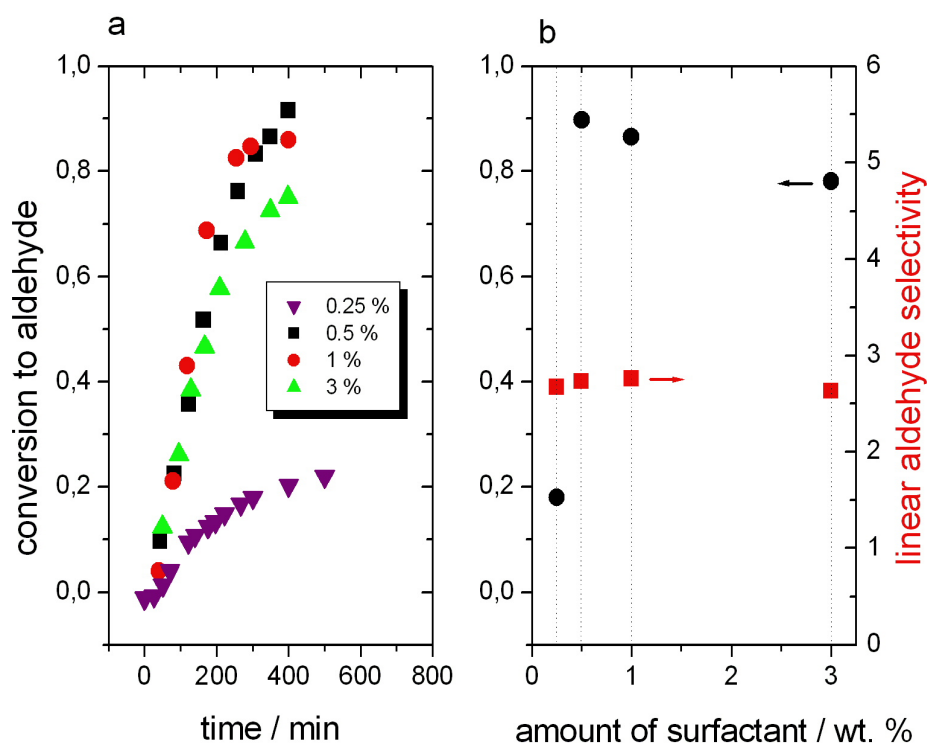 a
1,0
0,8
0,6
0,4
0,2
0,0
conversion to aldehyde
0 200 400 600 800
time / min
0.25 %
0.5 %
1 %
3 %
b
1,0
0,8
0,6
0,4
0,2
0,0
0 1 2 3
amount of surfactant / wt. %
6
5
4
3
2
1
0
linear aldehyde selectivity